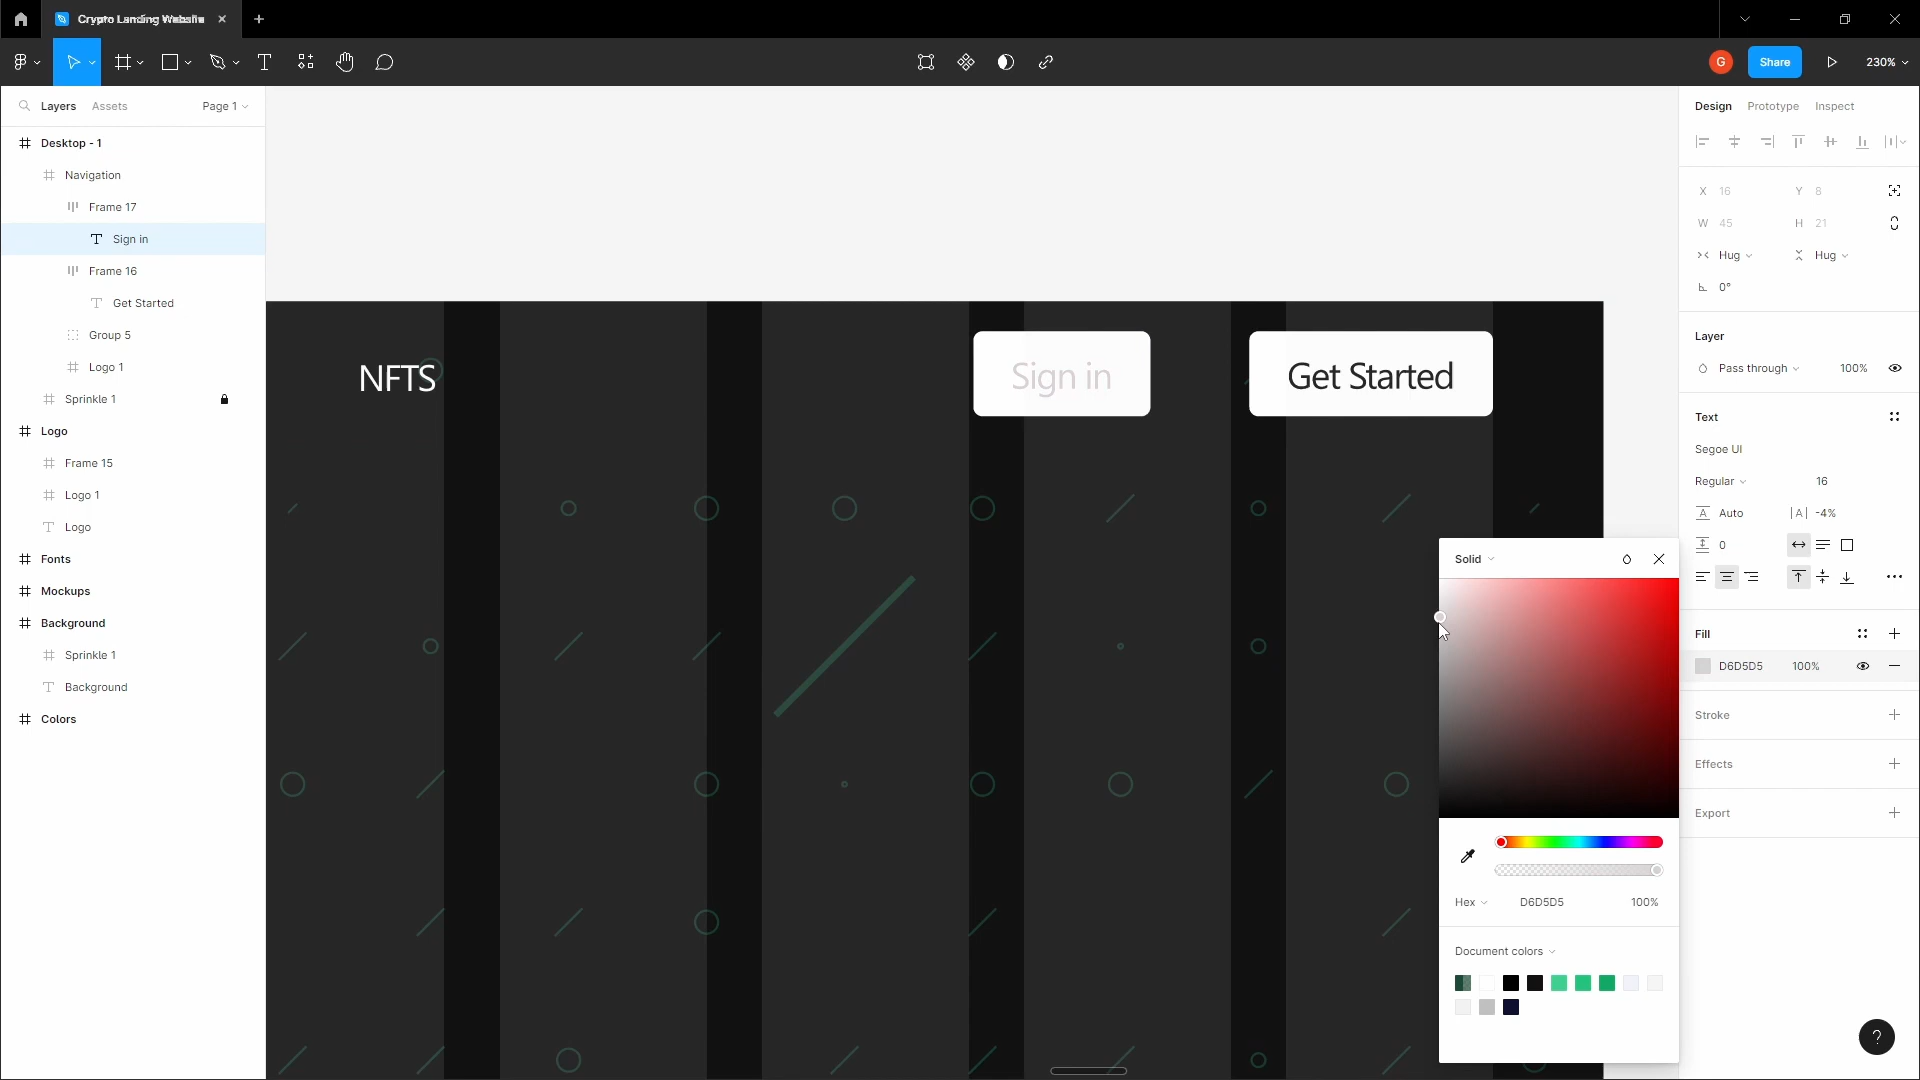 Share
230%
Layers
Assets
Page 1
Design
Prototype
Inspect
Desktop - 1
Navigation
X 16
Y 8
Frame 17
W 45
H 21
Sign in
Hug
Hug
Frame 16
0°
Get Started
Group 5
Layer
Logo 1
Pass through
100%
NFTS
Sign in
Get Started
Sprinkle 1
Text
Logo
Segoe UI
Frame 15
Regular
16
Logo 1
Auto
-4%
Logo
0
Fonts
Solid
Mockups
Background
Fill
Sprinkle 1
D6D5D5
100%
Background
Colors
Stroke
Effects
Export
Hex
D6D5D5
100%
Document colors
G
?